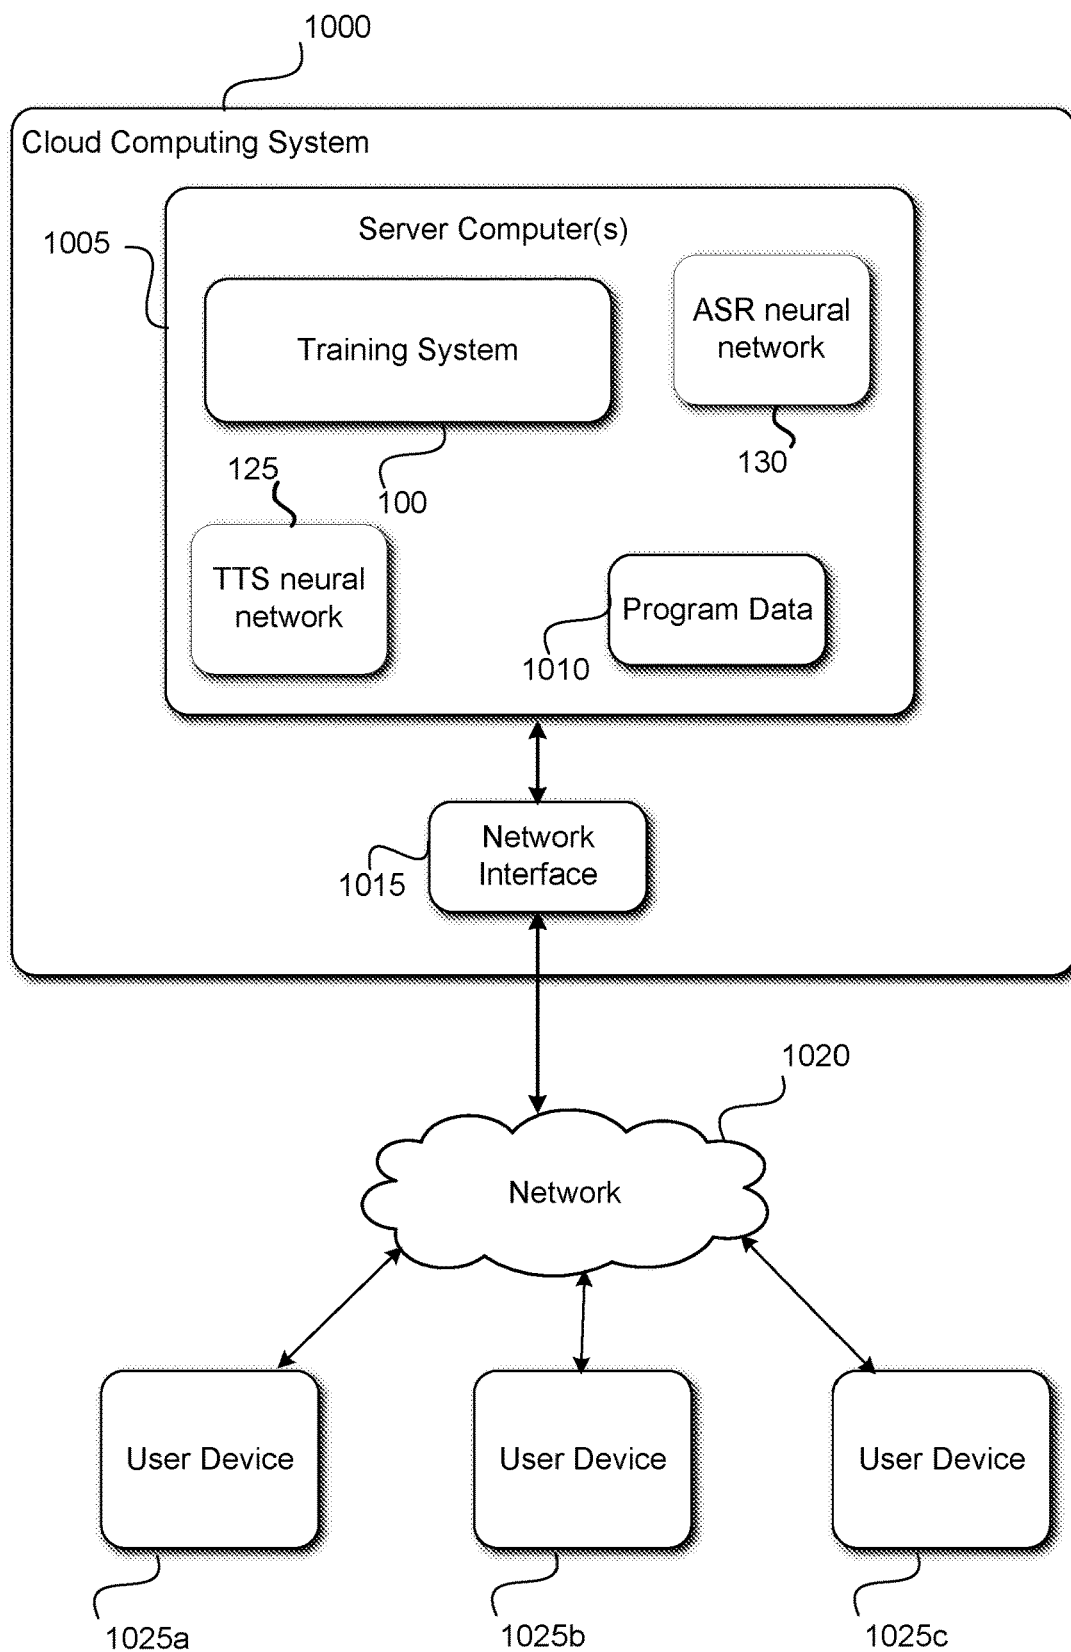 1000
Cloud Computing System
1005
Server Computer(s)
Training System
ASR neural
network
125
100
130
TTS neural
network
Program Data
1010
Network
Interface
1015
1020
Network
User Device
User Device
User Device
1025a
1025b
1025c